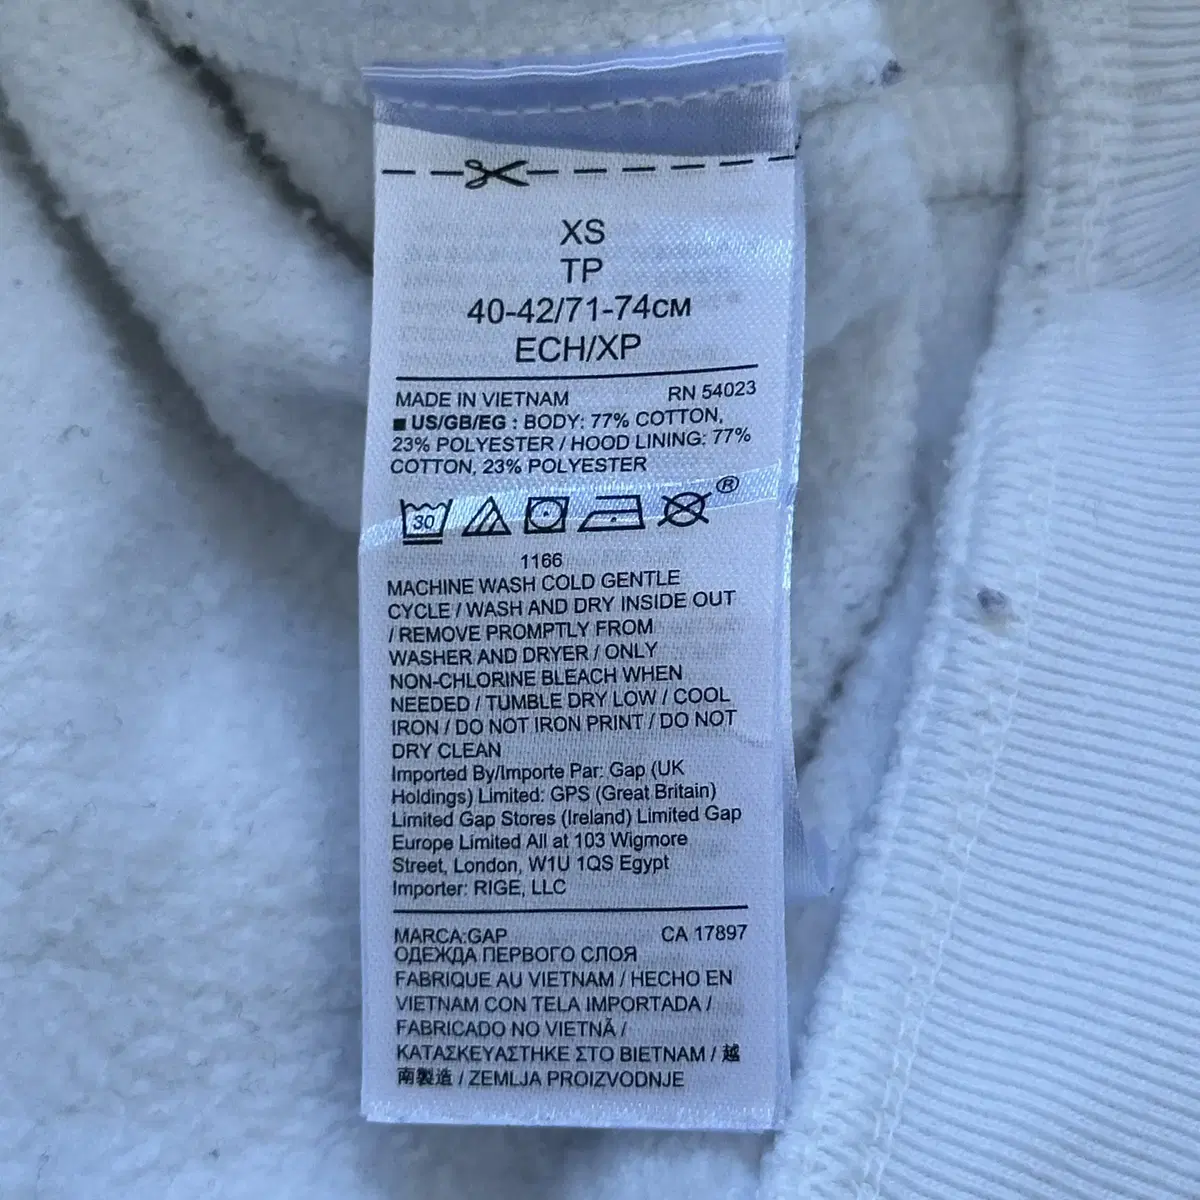 XS
TP
40-42/71-74CM
ECH/XP
MADE IN VIETNAM RN 54023
■ US/GB/EG : BODY: 77% COTTON,
23% POLYESTER / HOOD LINING: 77%
COTTON, 23% POLYESTER
30 ®
1166
MACHINE WASH COLD GENTLE
CYCLE / WASH AND DRY INSIDE OUT
/ REMOVE PROMPTLY FROM
WASHER AND DRYER / ONLY
NON-CHLORINE BLEACH WHEN
NEEDED / TUMBLE DRY LOW / COOL
IRON / DO NOT IRON PRINT / DO NOT
DRY CLEAN
Imported By/Importe Par: Gap (UK
Holdings) Limited: GPS (Great Britain)
Limited Gap Stores (Ireland) Limited Gap
Europe Limited All at 103 Wigmore
Street, London, W1U 1QS Egypt
Importer: RIGE, LLC
MARCA:GAP CA 17897
ОДЕЖДА ПЕРВОГО СЛОЯ
FABRIQUE AU VIETNAM / HECHO EN
VIETNAM CON TELA IMPORTADA /
FABRICADO NO VIETNÃ /
ΚΑΤΑΣΚΕΥΑΣΤΗΚΕ ΣΤΟ ΒΙΕΤΝΑΜ / 越
南製造 / ZEMLJA PROIZVODNJE